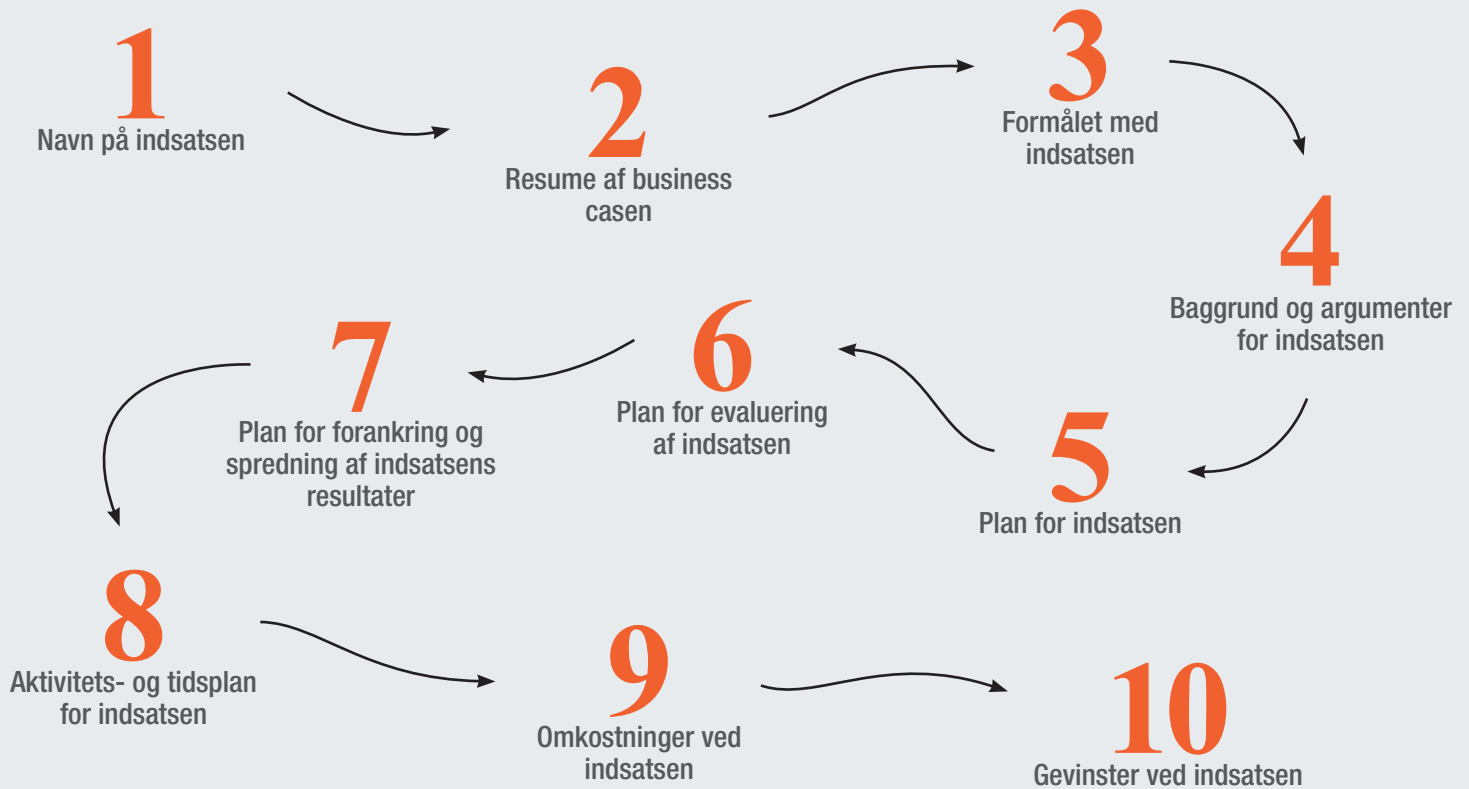 1
Navn på indsatsen
2
Resume af business
casen
3
Formålet med
indsatsen
4
Baggrund og argumenter
for indsatsen
5
Plan for indsatsen
6
Plan for evaluering
af indsatsen
7
Plan for forankring og
spredning af indsatsens
resultater
8
Aktivitets- og tidsplan
for indsatsen
9
Omkostninger ved
indsatsen
10
Gevinster ved indsatsen